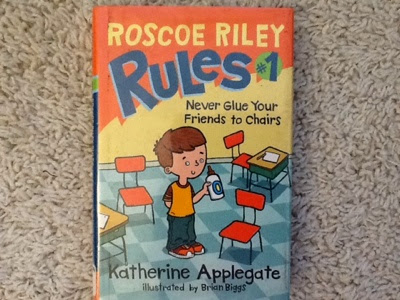 ROSCOE RILEY
RULES #1
Never Glue Your
Friends to Chairs
Katherine Applegate
illustrated by Brian Biggs